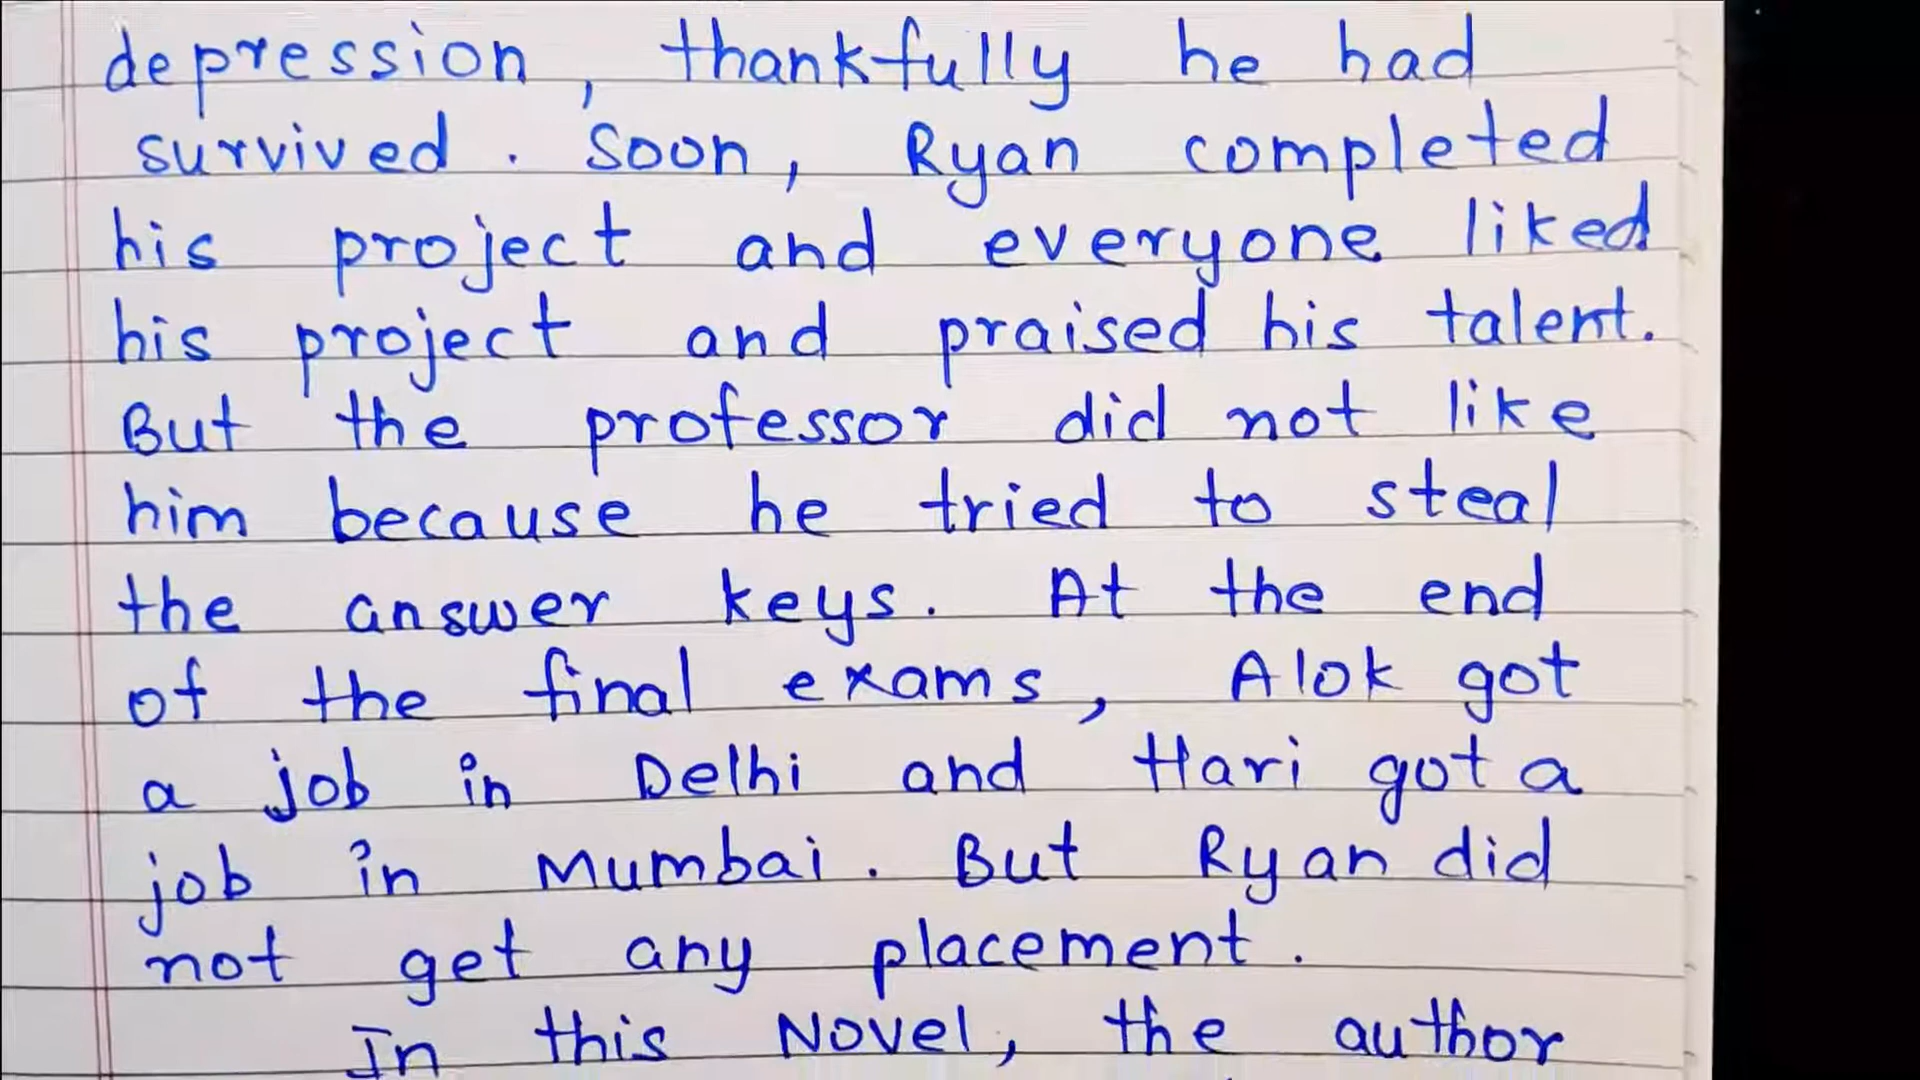 depression, thankfully he had
survived. Soon, Ryan completed
his project and everyone liked
his project and praised his talent.
But the professor did not like
him because he tried to steal
the answer keys. At the end
of the final exams, Alok got
a job in Delhi and Hari got a
job in Mumbai. But Ryan did
not get any placement.
In this Novel, the author